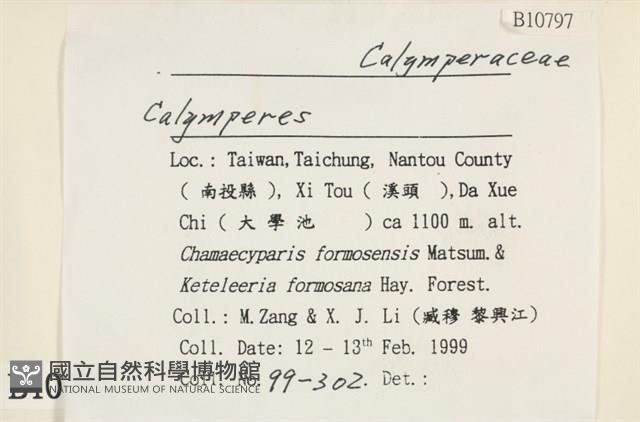 B10797
Calymperaceae
Calymperes
Loc.: Taiwan, Taichung, Nantou County
( 南投縣 ), Xi Tou ( 溪頭 ), Da Xue
Chi ( 大學池 ) ca 1100 m. alt.
Chamaecyparis formosensis Matsum. &
Keteleeria formosana Hay. Forest.
Coll.: M. Zang & X. J. Li (臧穆 黎興江)
Coll. Date: 12 – 13th Feb. 1999
國立自然科學博物館
NATIONAL MUSEUM OF NATURAL SCIENCE
Coll. No. 99-302. Det.:
B10